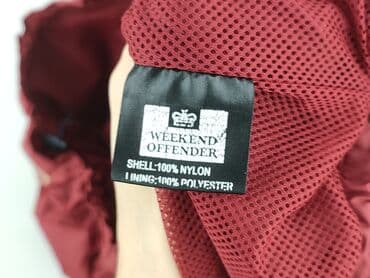 WEEKEND
OFFENDER
SHELL:100% NYLON
LINING:100% POLYESTER